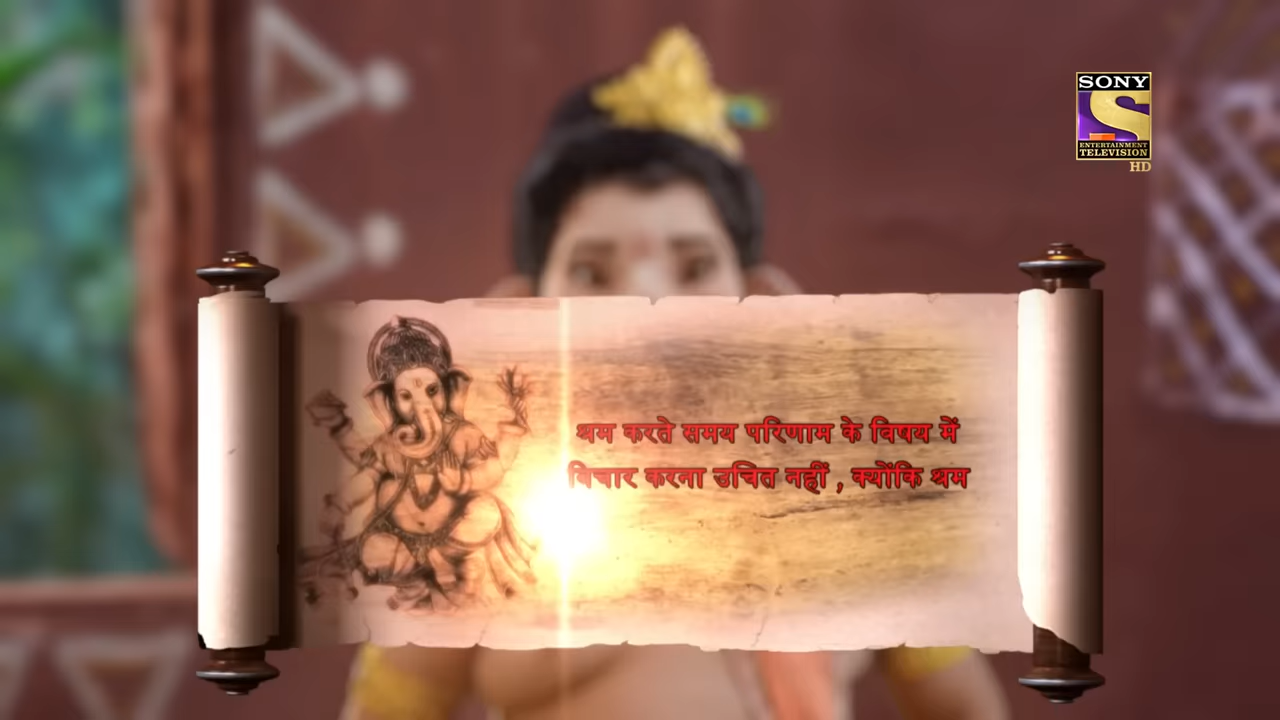 SONY
ENTERTAINMENT
TELEVISION
HD
श्रम करते समय परिणाम के विषय में
विचार करना उचित नहीं , क्योंकि श्रम